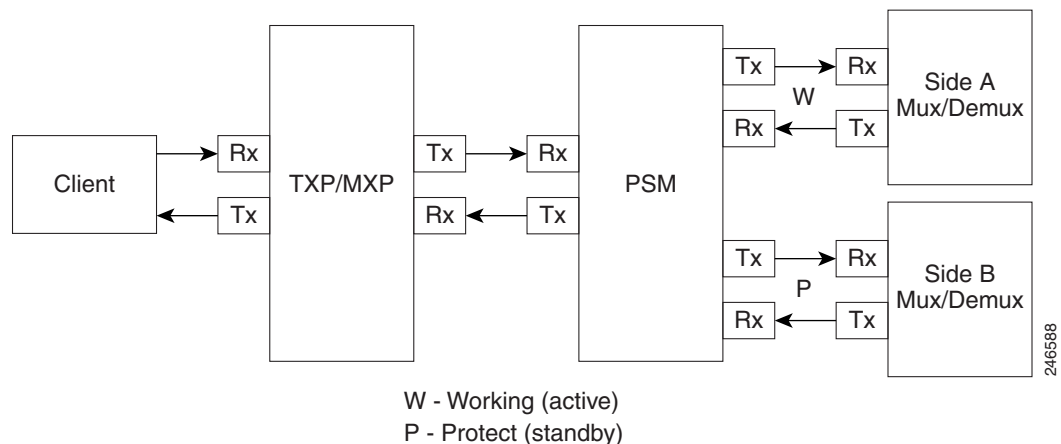 Client
Rx
Tx
TXP/MXP
Tx
Rx
Rx
Tx
PSM
Tx
Rx
W
Rx
Tx
Side A
Mux/Demux
Tx
Rx
P
Rx
Tx
Side B
Mux/Demux
246588
W - Working (active)
P - Protect (standby)